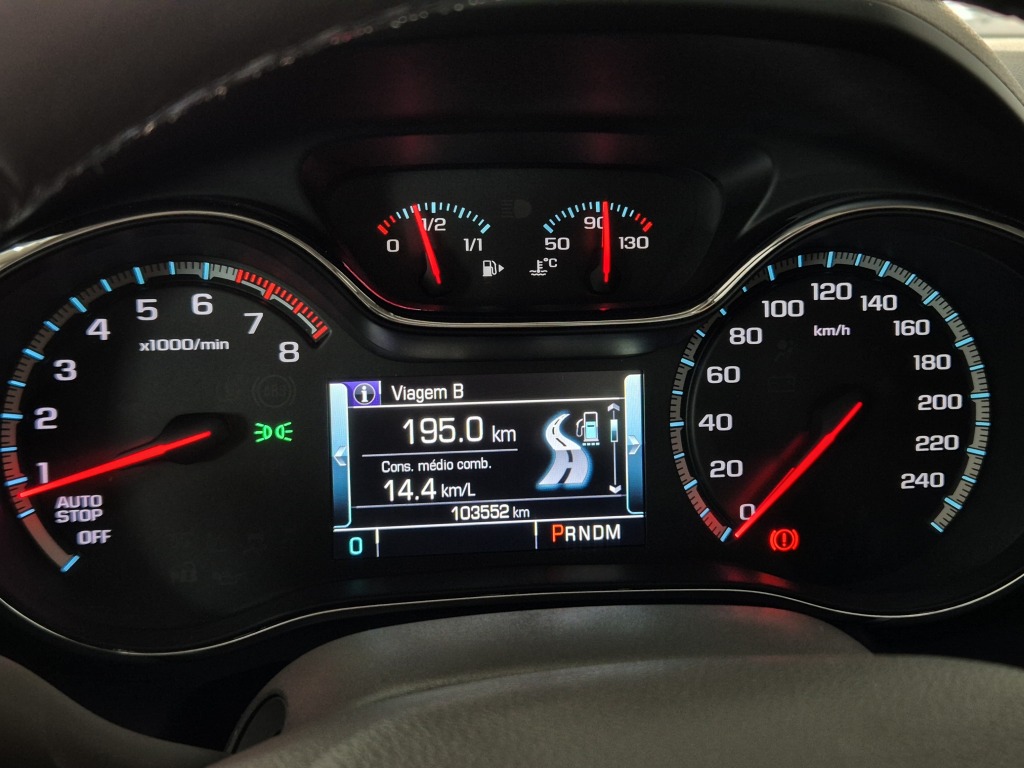 0 1/2 1/1
50 90 130
°C
1 2 3 4 5 6 7 8
x1000/min
AUTO
STOP
OFF
i Viagem B
195.0 km
Cons. médio comb.
14.4 km/L
103552 km
0 PRNDM
0 20 40 60 80 100 120 140 160 180 200 220 240
km/h
(!)